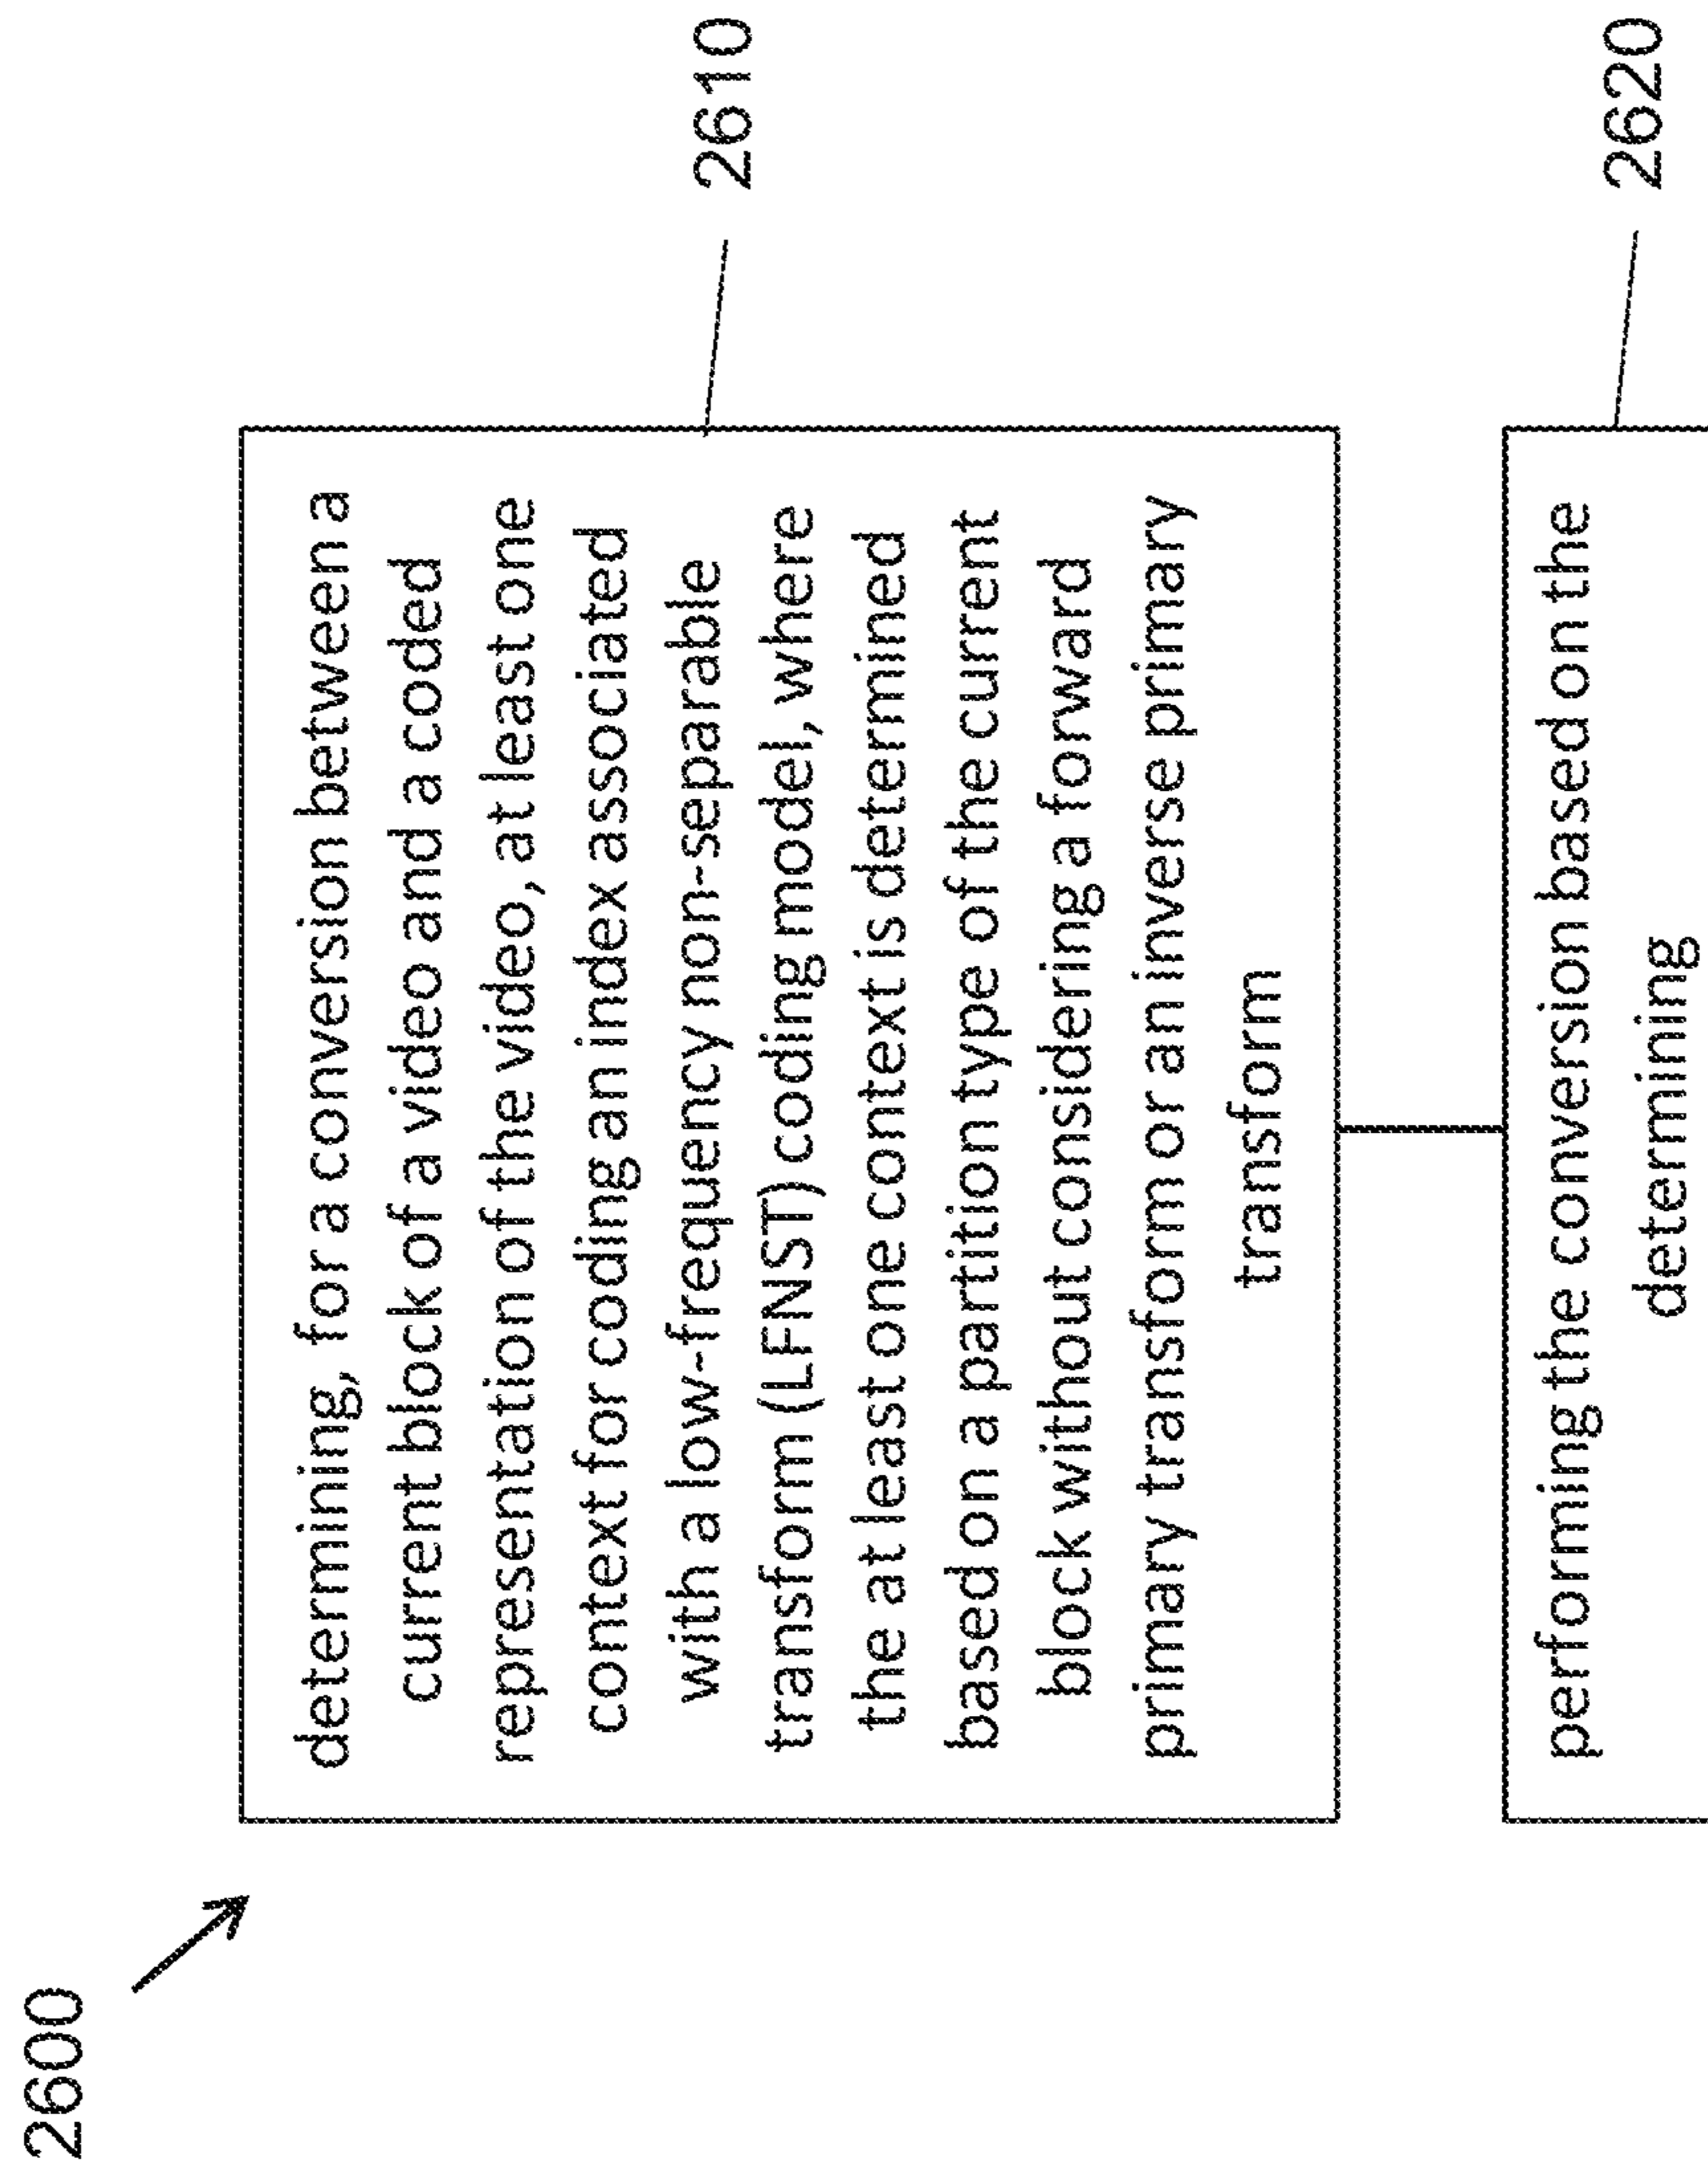 2600
determining, for a conversion between a
current block of a video and a coded
representation of the video, at least one
context for coding an index associated
with a low-frequency non-separable
transform (LFNST) coding model, where
the at least one context is determined
based on a partition type of the current
block without considering a forward
primary transform or an inverse primary
transform
2610
performing the conversion based on the
determining
2620